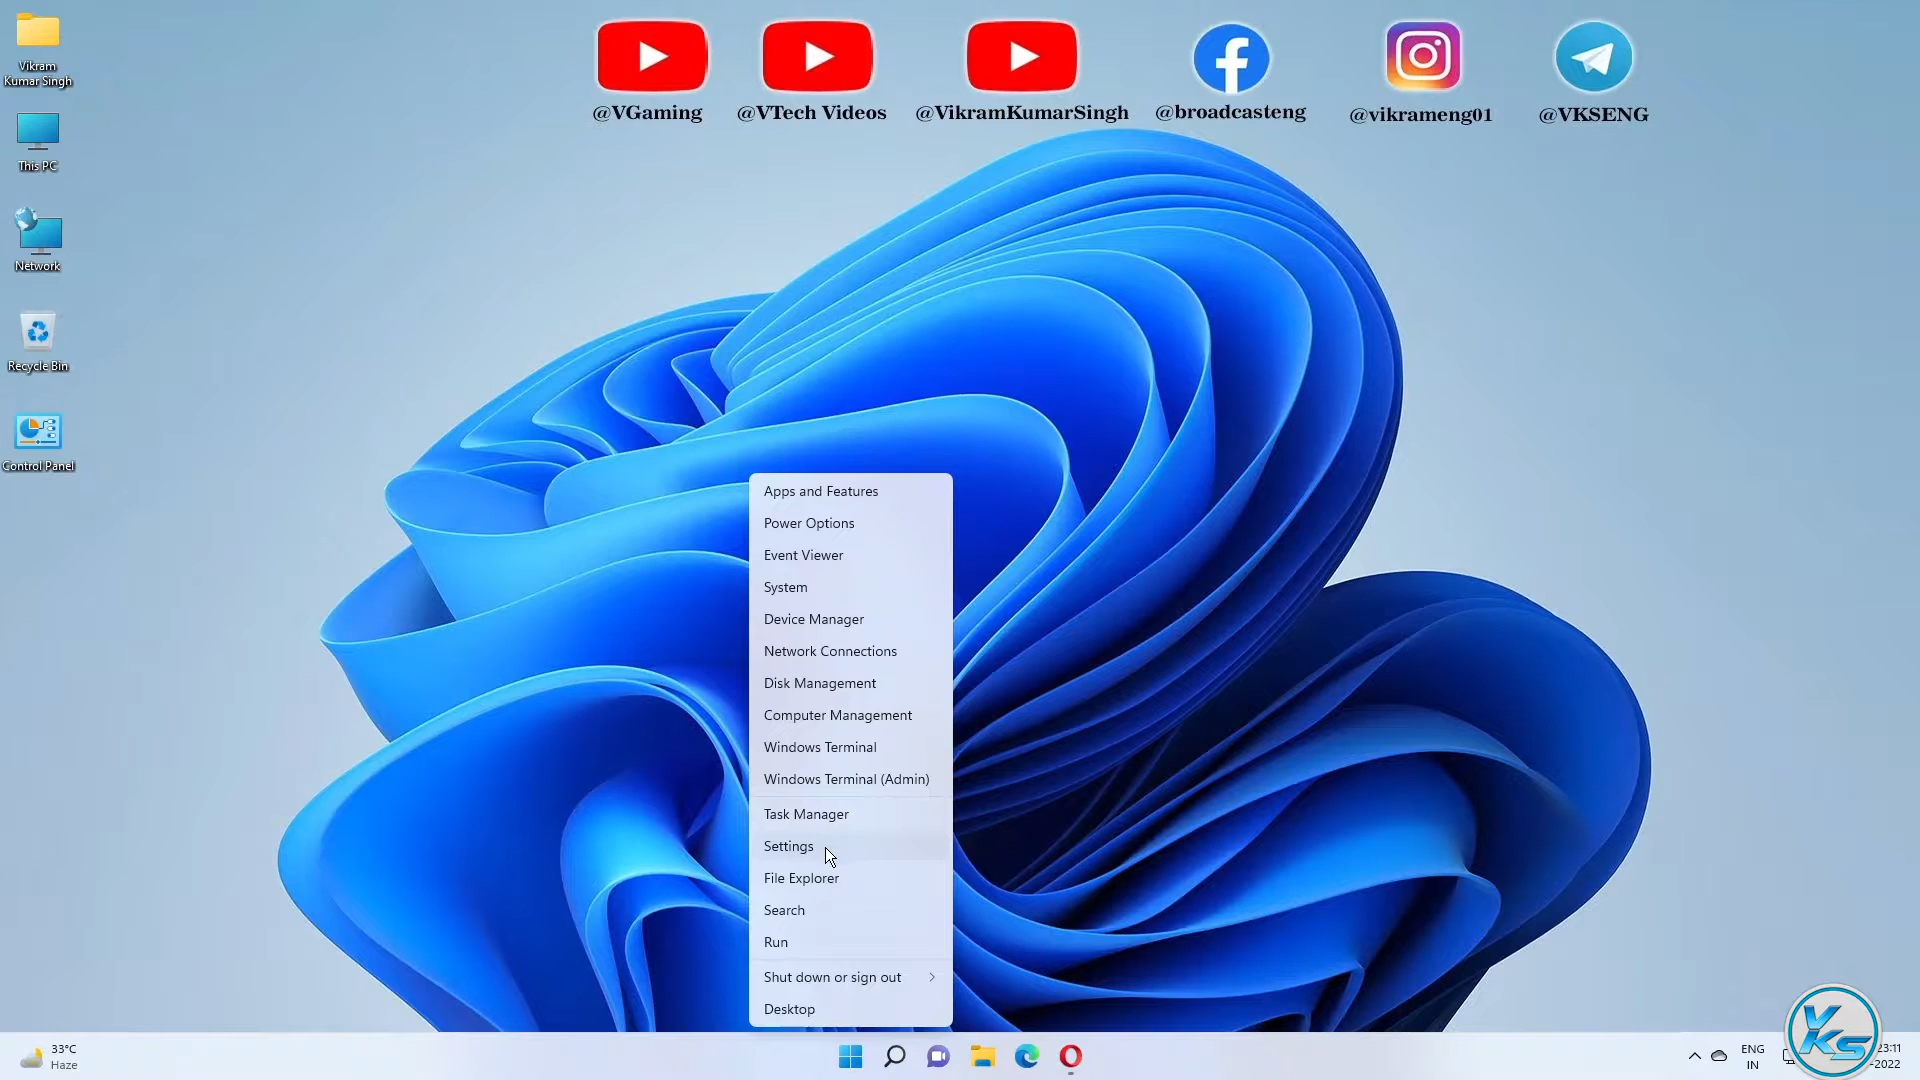 @VGaming
@VTech Videos
@VikramKumarSingh
@broadcasteng
@vikrameng01
@VKSENG
Vikram
Kumar Singh
This PC
Network
Recycle Bin
Control Panel
Apps and Features
Power Options
Event Viewer
System
Device Manager
Network Connections
Disk Management
Computer Management
Windows Terminal
Windows Terminal (Admin)
Task Manager
Settings
File Explorer
Search
Run
Shut down or sign out
Desktop
33°C
Haze
ENG
IN
23:11
-2022
VKS